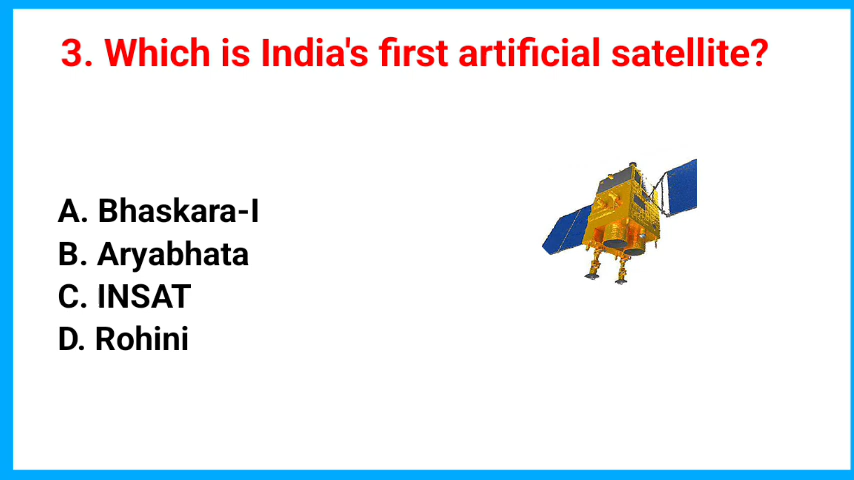 3. Which is India's first artificial satellite?
A. Bhaskara-I
B. Aryabhata
C. INSAT
D. Rohini